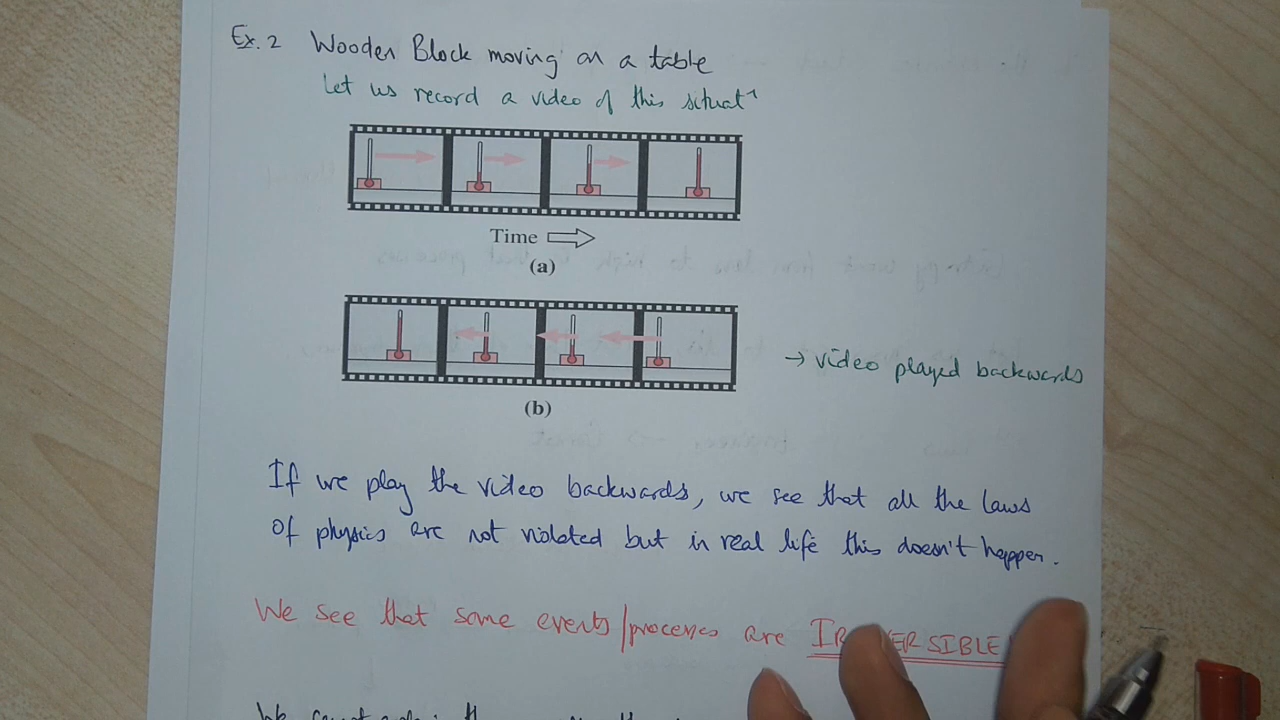 Ex. 2 Wooden Block moving on a table
Let us record a video of this situatⁿ
Time
(a)
(b)
→ video played backwards
If we play the video backwards, we see that all the laws
of physics are not violated but in real life this doesn't happen.
We see that some events/processes are
We